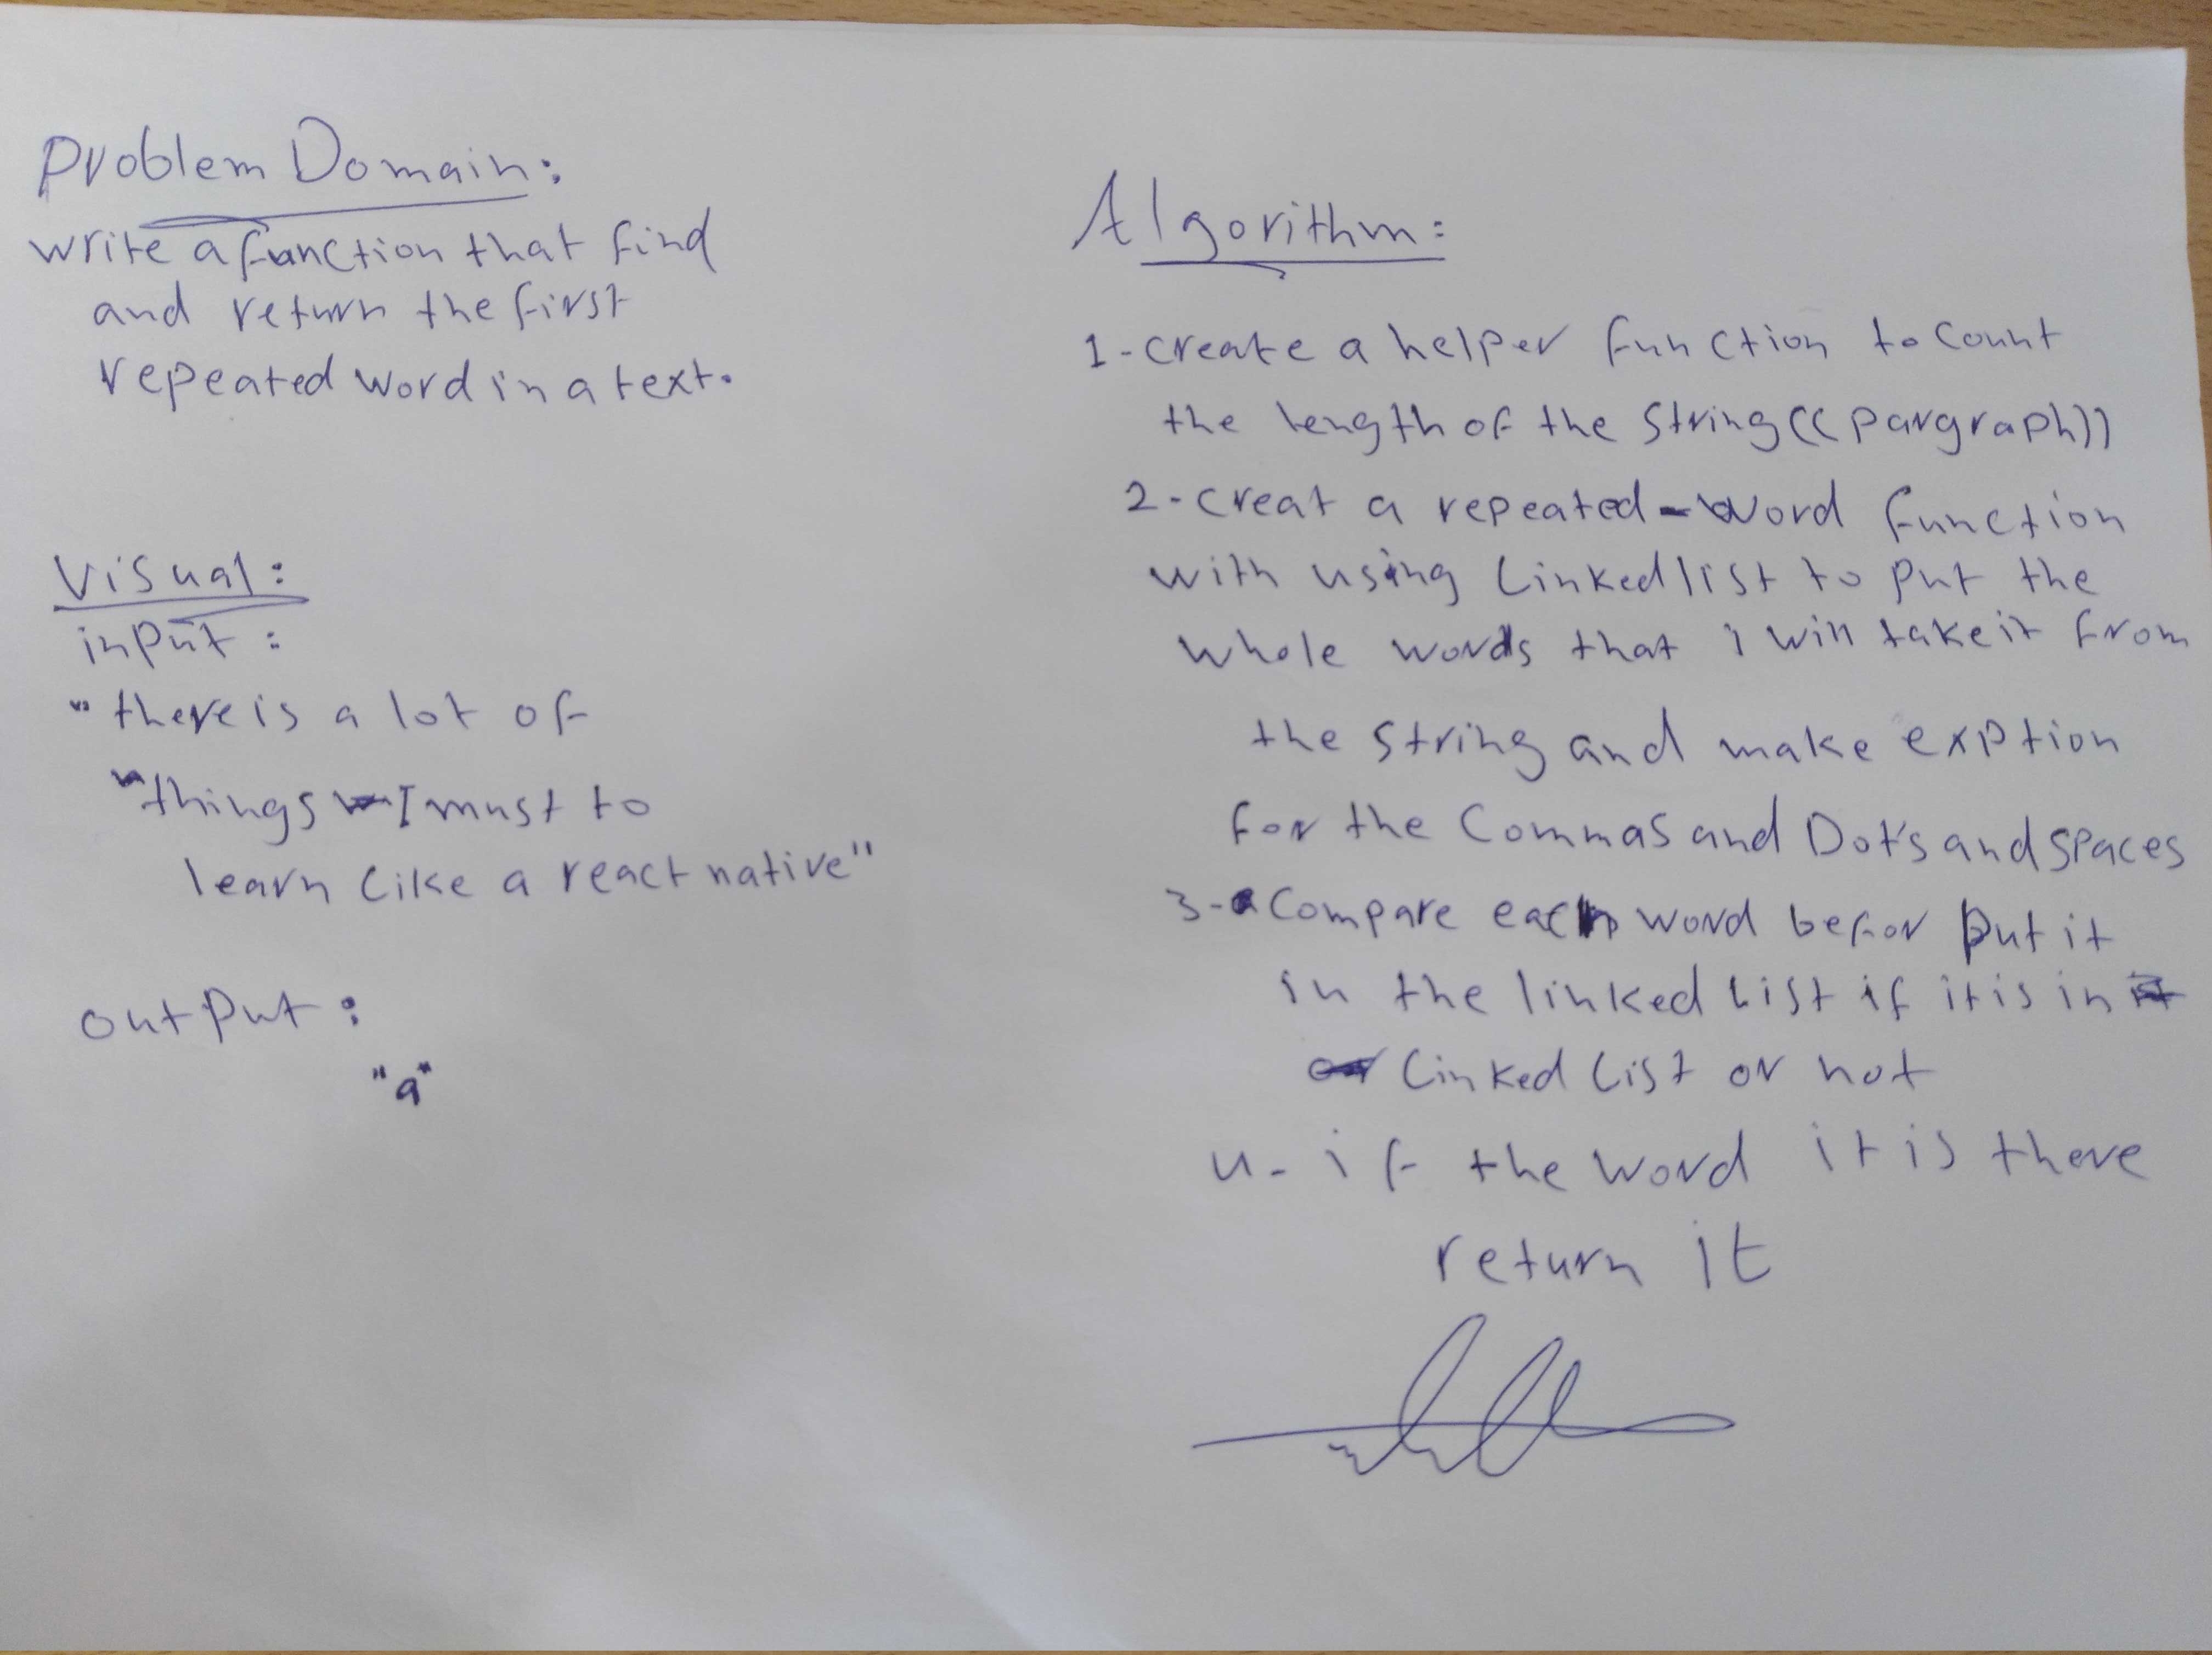 Problem Domain:
write a function that find
and return the first
repeated word in a text.
Visual:
input:
"there is a lot of
"things I must to
learn like a react native"
output:
"a"
Algorithm:
1-create a helper function to count
the length of the string((pargraph))
2-creat a repeated-word function
with using Linked list to put the
whole words that i will take it from
the string and make exption
for the Commas and Dots and spaces
3-Compare each word befor put it
in the linked list if it is in
linked list or not
4-if the word it is there
return it